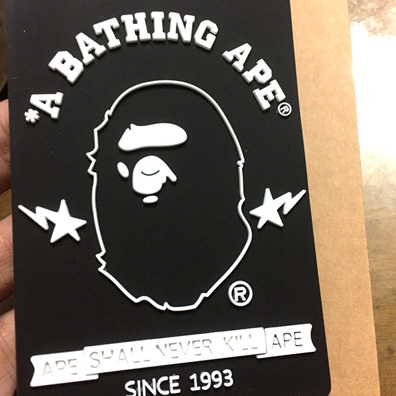 *A BATHING APE®
®
APE SHALL NEVER KILL APE
SINCE 1993